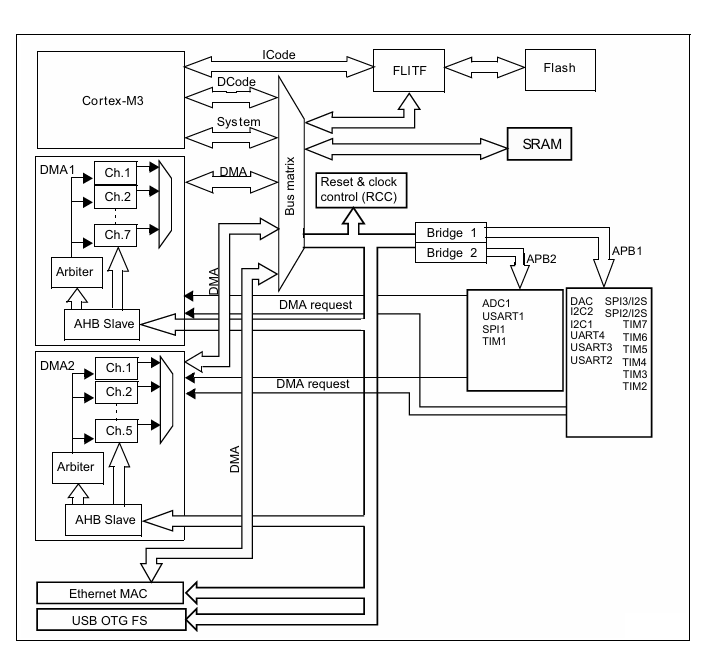 ICode
FLITF
Flash
Cortex-M3
DCode
System
SRAM
DMA1
Ch.1
Ch.2
Ch.7
DMA
Bus matrix
Reset & clock
control (RCC)
Bridge 1
Bridge 2
APB1
APB2
Arbiter
AHB Slave
DMA
DMA request
ADC1
USART1
SPI1
TIM1
DAC
I2C2
I2C1
UART4
USART3
USART2
SPI3/I2S
SPI2/I2S
TIM7
TIM6
TIM5
TIM4
TIM3
TIM2
DMA2
Ch.1
Ch.2
Ch.5
DMA request
Arbiter
AHB Slave
DMA
Ethernet MAC
USB OTG FS